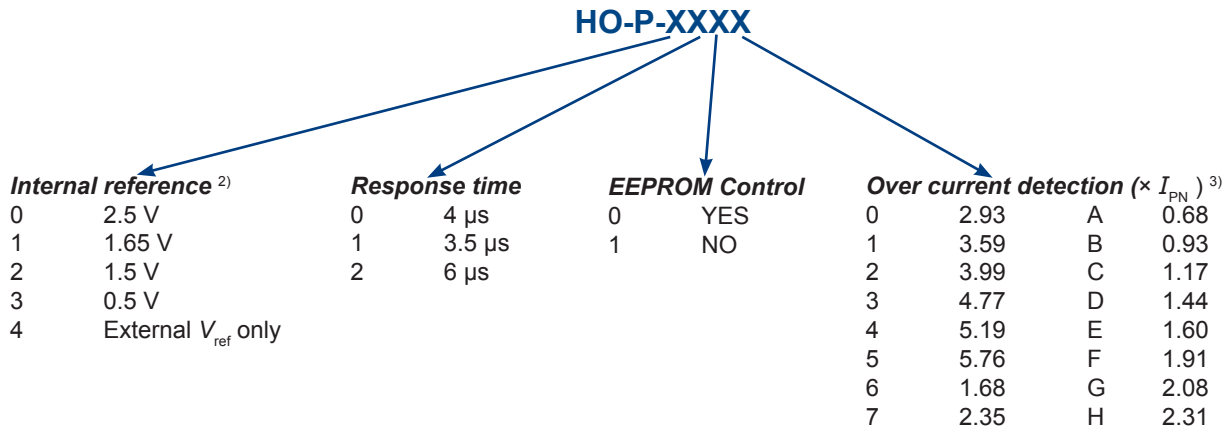 HO-P-XXXX
Internal reference 2)
0 2.5 V
1 1.65 V
2 1.5 V
3 0.5 V
4 External Vref only
Response time
0 4 µs
1 3.5 µs
2 6 µs
EEPROM Control
0 YES
1 NO
Over current detection (× IPN ) 3)
0 2.93 A 0.68
1 3.59 B 0.93
2 3.99 C 1.17
3 4.77 D 1.44
4 5.19 E 1.60
5 5.76 F 1.91
6 1.68 G 2.08
7 2.35 H 2.31